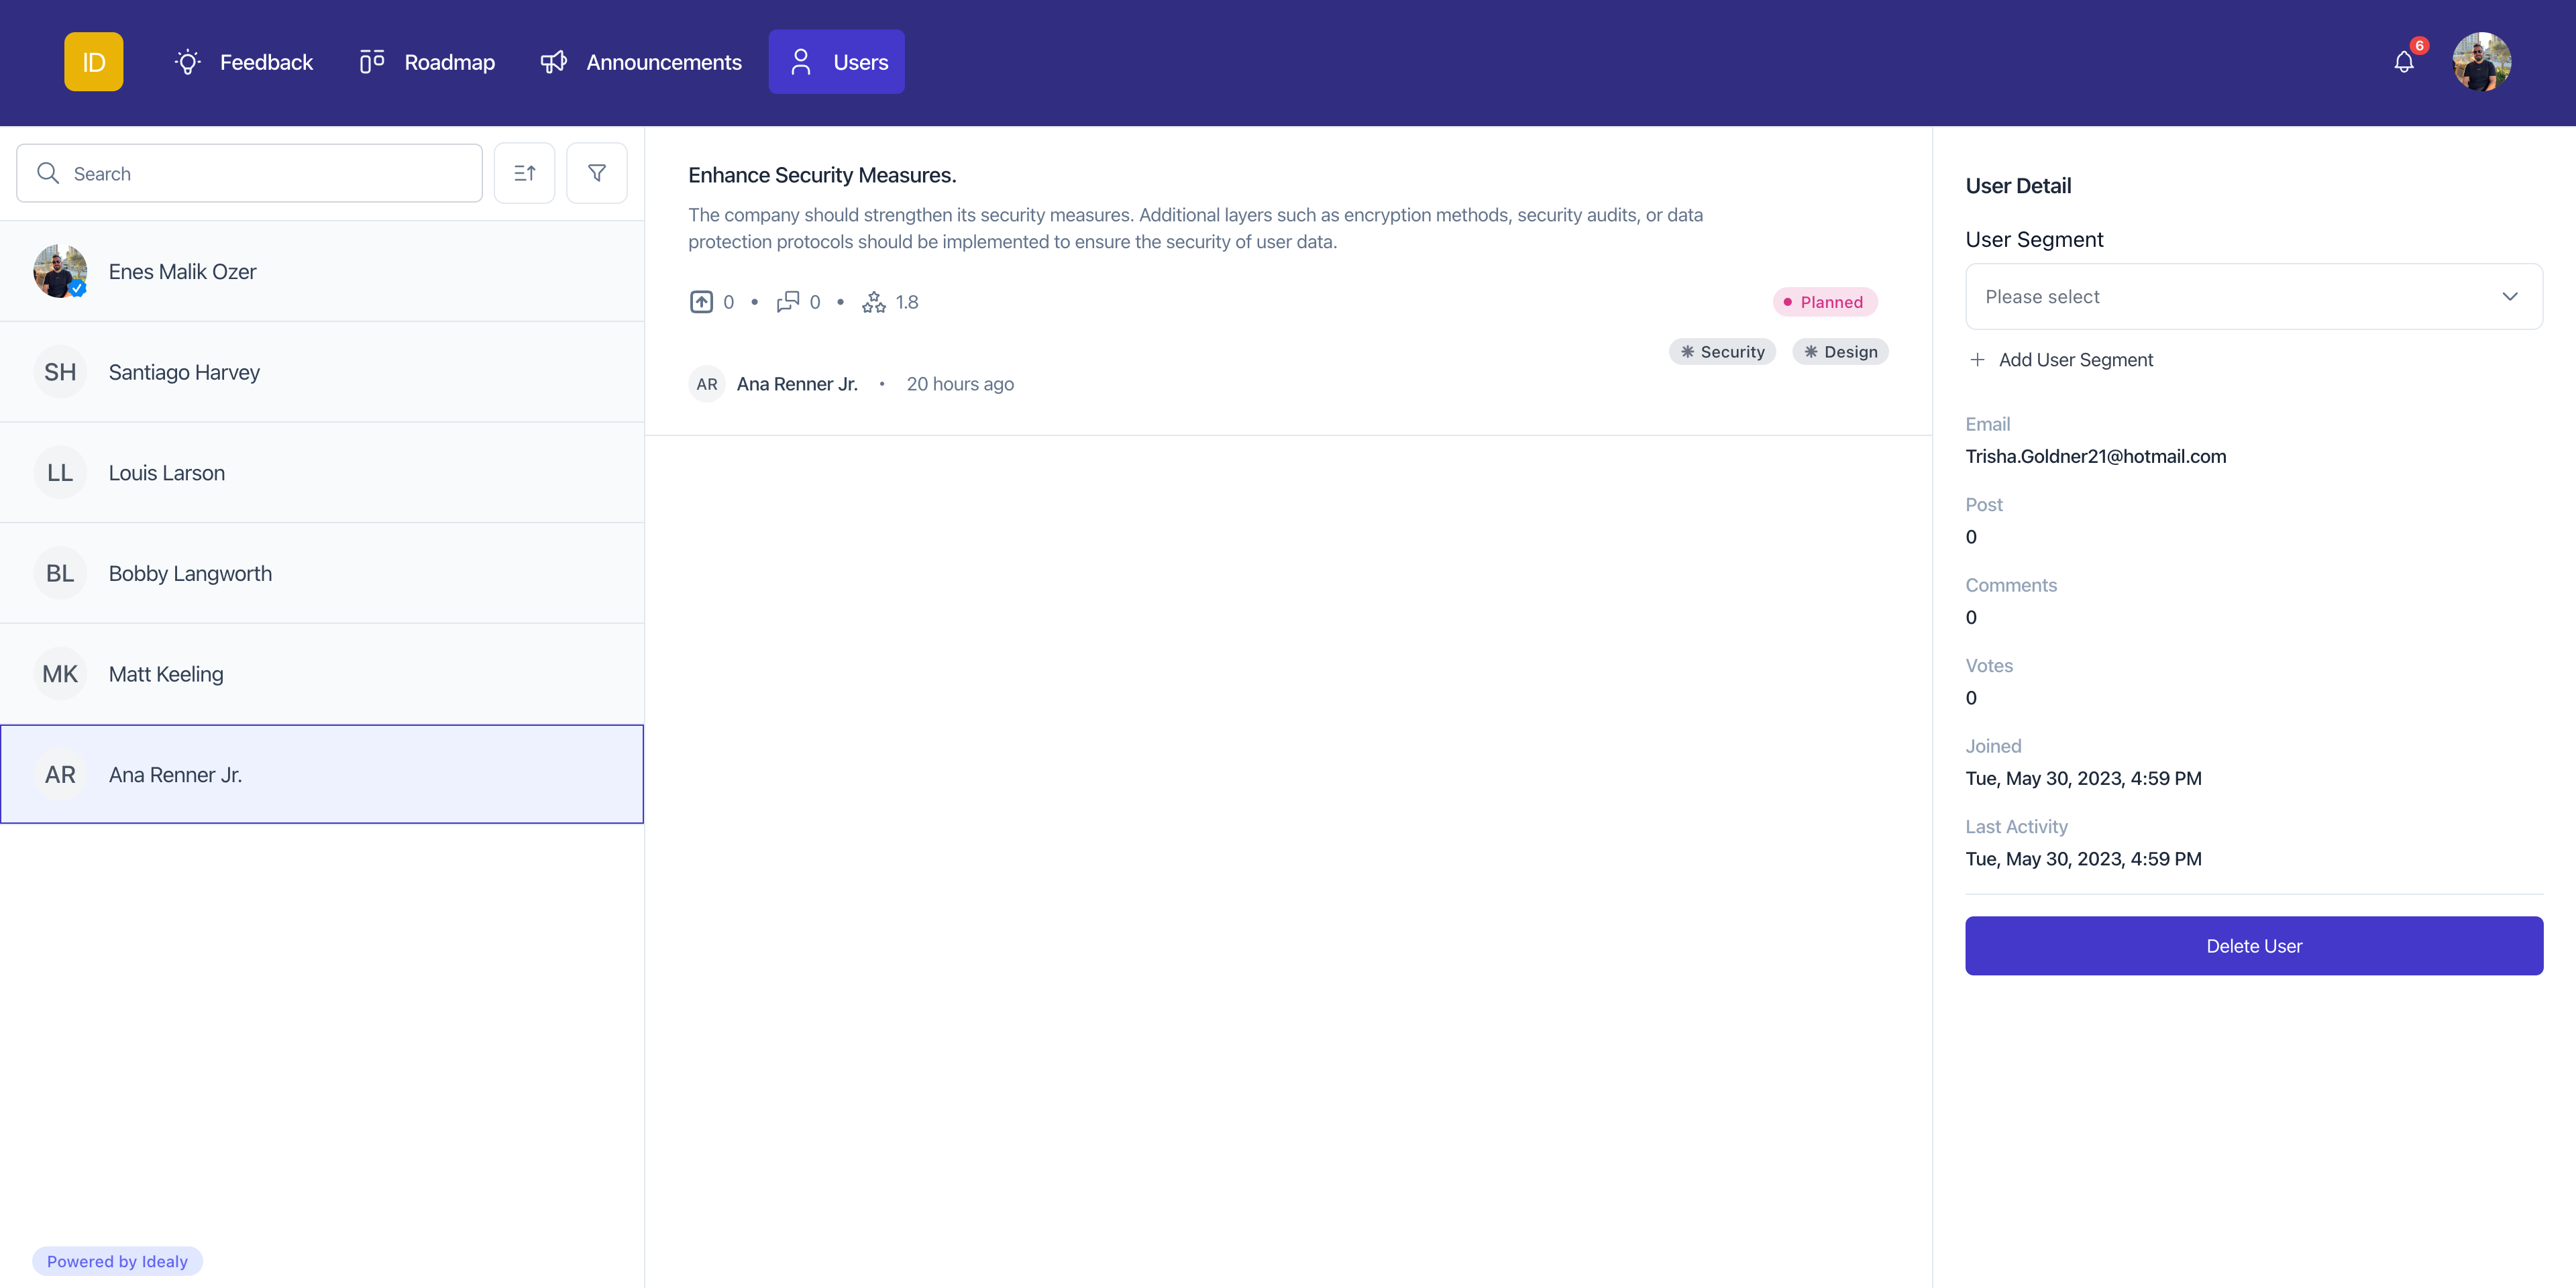 ID
Feedback
Roadmap
Announcements
Users
6
Search
Enes Malik Ozer
SH
Santiago Harvey
LL
Louis Larson
BL
Bobby Langworth
MK
Matt Keeling
AR
Ana Renner Jr.
Powered by Idealy
Enhance Security Measures.
The company should strengthen its security measures. Additional layers such as encryption methods, security audits, or data
protection protocols should be implemented to ensure the security of user data.
0 • 0 • 1.8
Planned
Security
Design
AR
Ana Renner Jr. • 20 hours ago
User Detail
User Segment
Please select
Add User Segment
Email
Trisha.Goldner21@hotmail.com
Post
0
Comments
0
Votes
0
Joined
Tue, May 30, 2023, 4:59 PM
Last Activity
Tue, May 30, 2023, 4:59 PM
Delete User